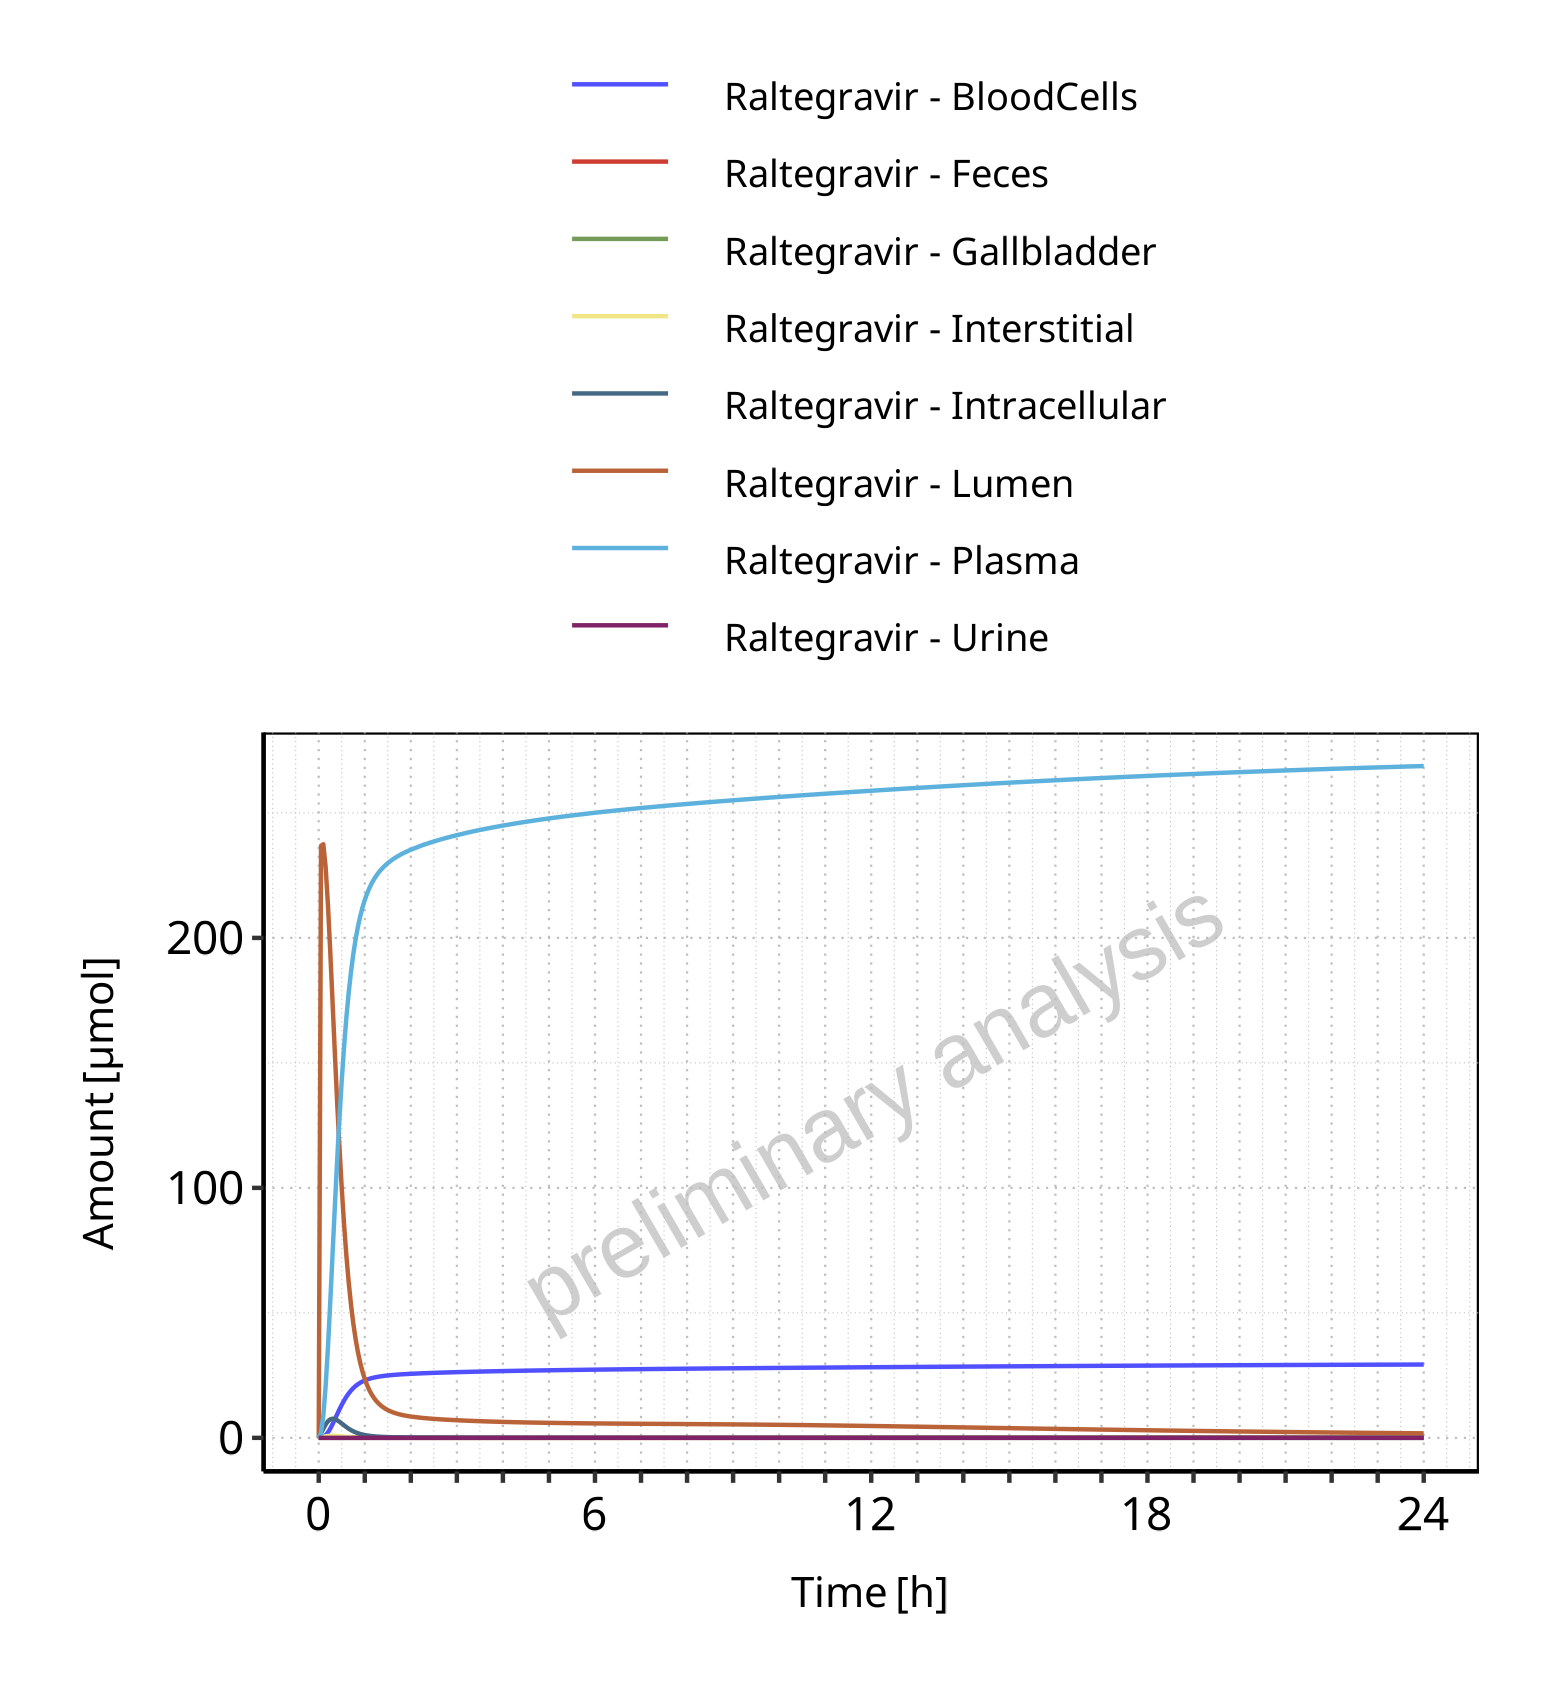 Raltegravir - BloodCells
Raltegravir - Feces
Raltegravir - Gallbladder
Raltegravir - Interstitial
Raltegravir - Intracellular
Raltegravir - Lumen
Raltegravir - Plasma
Raltegravir - Urine
200
100
0
Amount [µmol]
preliminary analysis
0 6 12 18 24
Time [h]